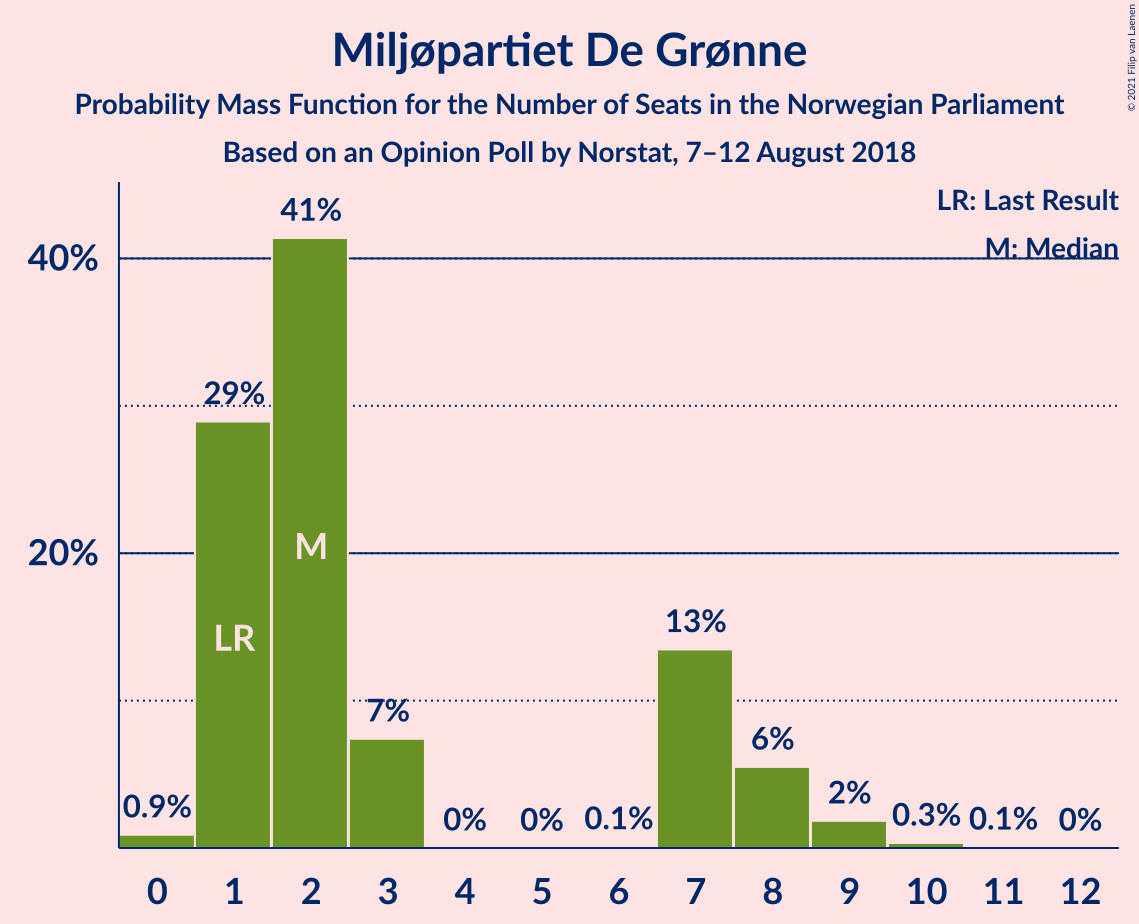 Miljøpartiet De Grønne
Probability Mass Function for the Number of Seats in the Norwegian Parliament
Based on an Opinion Poll by Norstat, 7–12 August 2018
© 2021 Filip van Laenen
LR: Last Result
M: Median
41%
40%
29%
M
20%
LR
13%
7%
6%
2%
0.9%
0% 0% 0.1%
0.3% 0.1% 0%
0 1 2 3 4 5 6 7 8 9 10 11 12